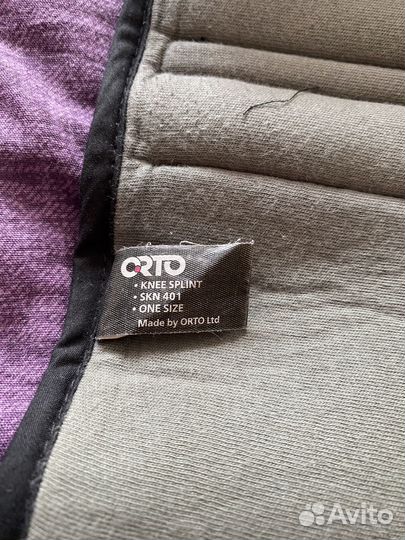 ORTO
• KNEE SPLINT
• SKN 401
• ONE SIZE
Made by ORTO Ltd
Avito